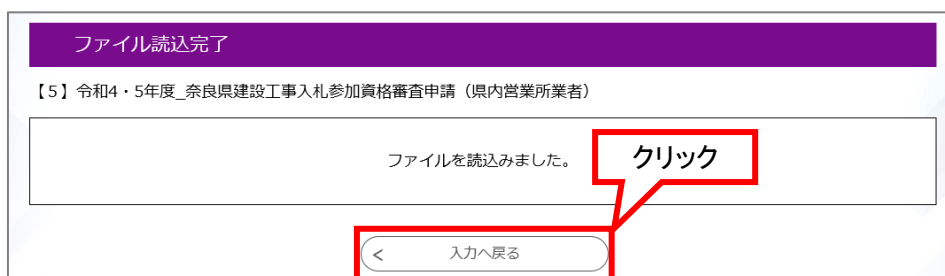 ファイル読込完了
【5】令和4・5年度_奈良県建設工事入札参加資格審査申請（県内営業所業者）
ファイルを読込みました。
クリック
< 入力へ戻る